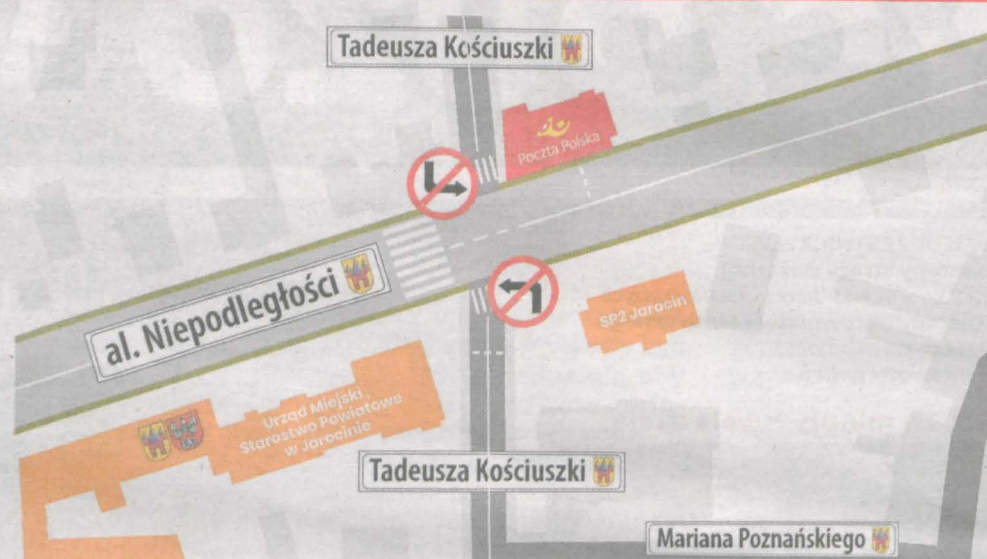 Tadeusza Kościuszki
Poczta Polska
al. Niepodległości
SP2 Jarocin
Urząd Miejski,
Starostwo Powiatowe
w Jarocinie
Tadeusza Kościuszki
Mariana Poznańskiego